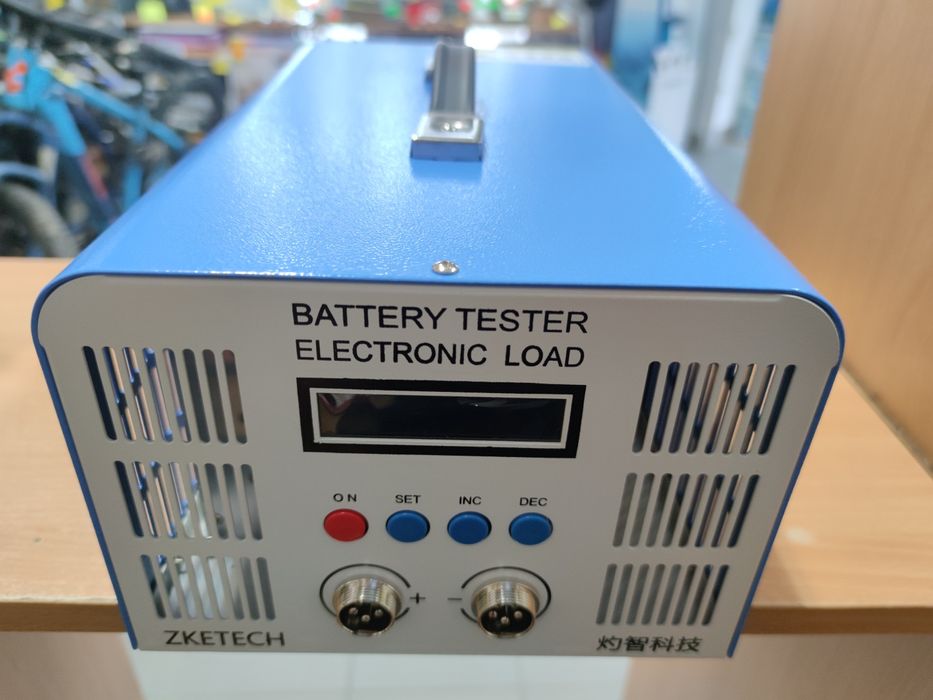 BATTERY TESTER
ELECTRONIC LOAD
ON SET INC DEC
+ −
ZKETECH 灼智科技